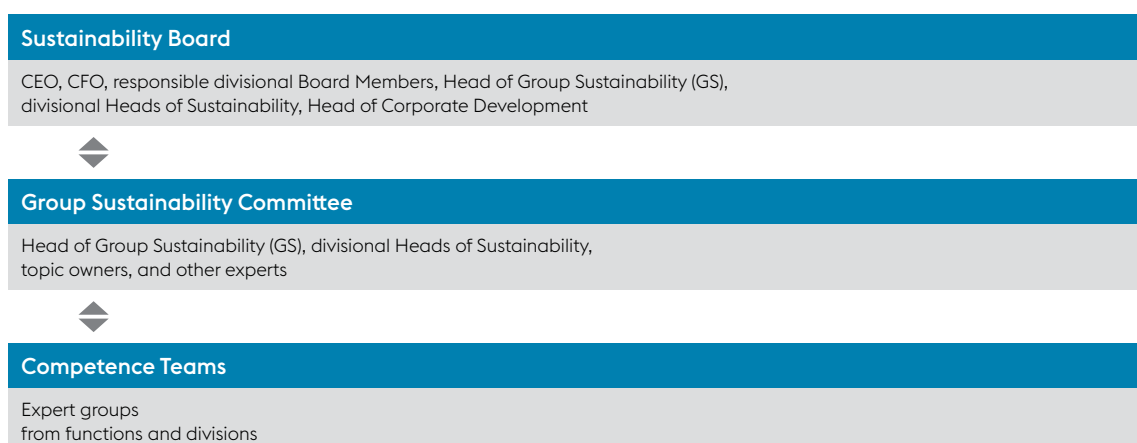 Sustainability Board
CEO, CFO, responsible divisional Board Members, Head of Group Sustainability (GS),
divisional Heads of Sustainability, Head of Corporate Development
Group Sustainability Committee
Head of Group Sustainability (GS), divisional Heads of Sustainability,
topic owners, and other experts
Competence Teams
Expert groups
from functions and divisions